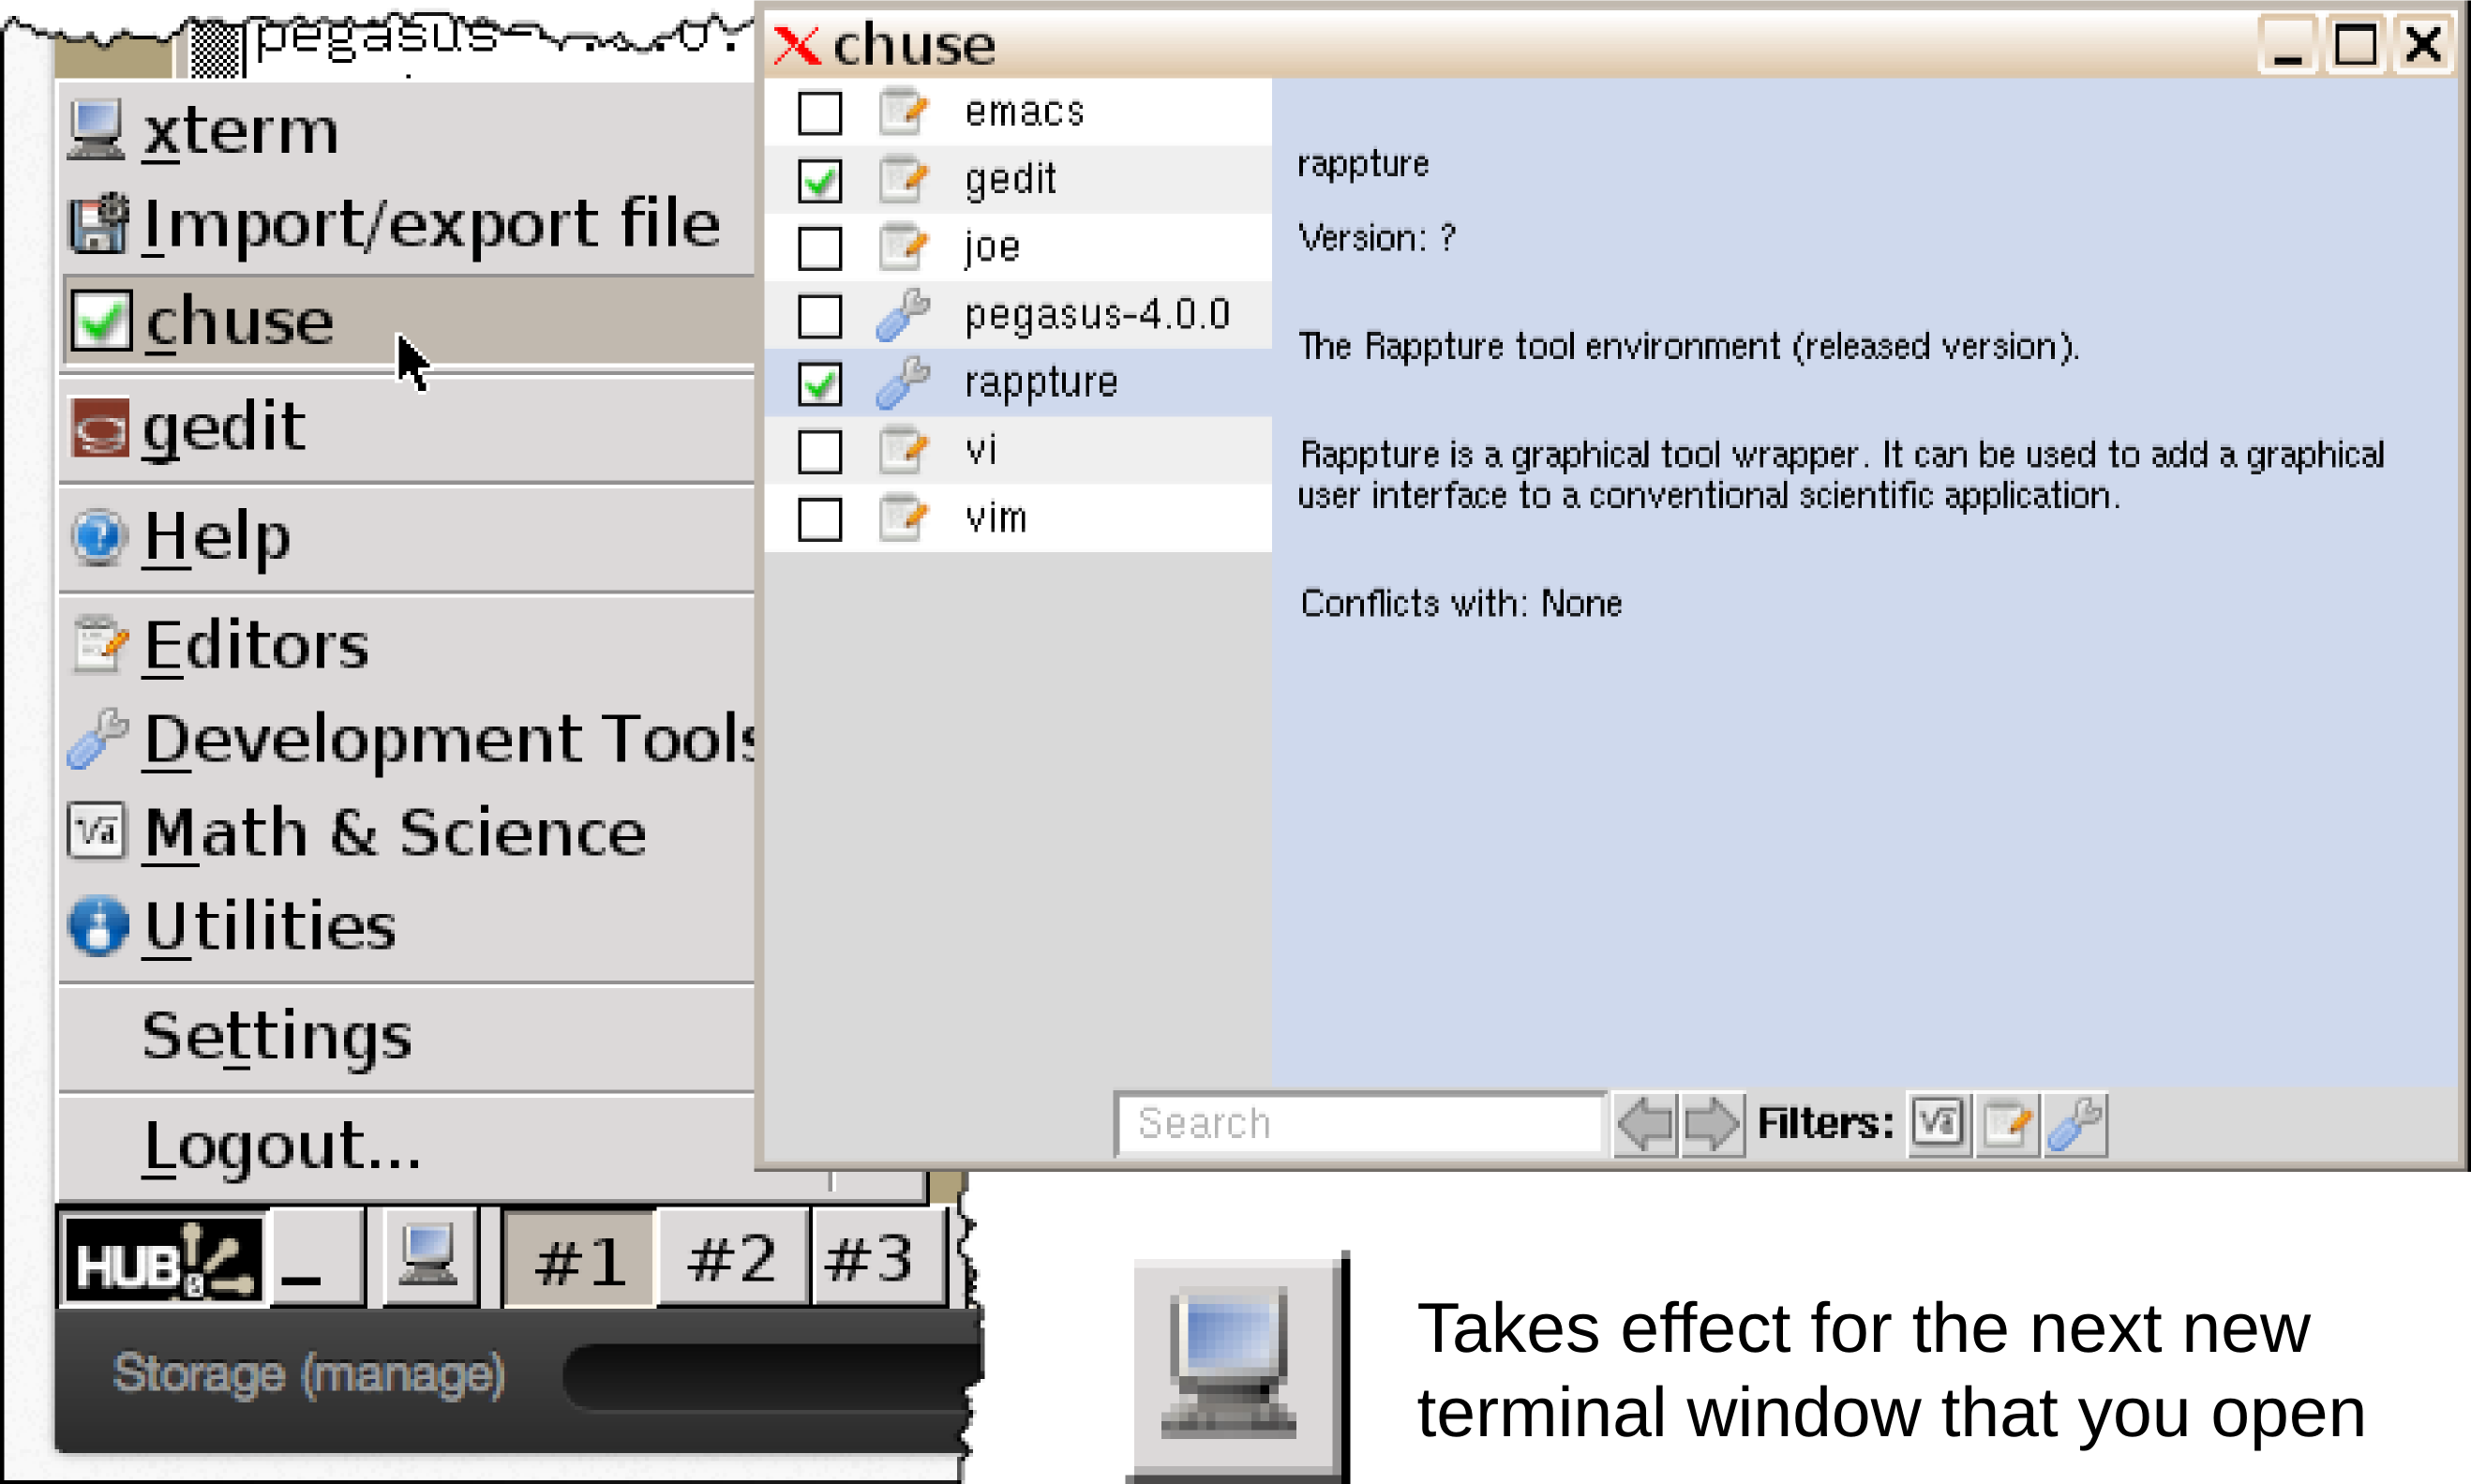 pegasus-
xterm
Import/export file
chuse
gedit
Help
Editors
Development Tools
Math & Science
Utilities
Settings
Logout...
HUB
#1
#2
#3
Storage (manage)
chuse
emacs
gedit
joe
pegasus-4.0.0
rappture
vi
vim
rappture
Version: ?
The Rappture tool environment (released version).
Rappture is a graphical tool wrapper. It can be used to add a graphical
user interface to a conventional scientific application.
Conflicts with: None
Search
Filters:
√a
Takes effect for the next new
terminal window that you open